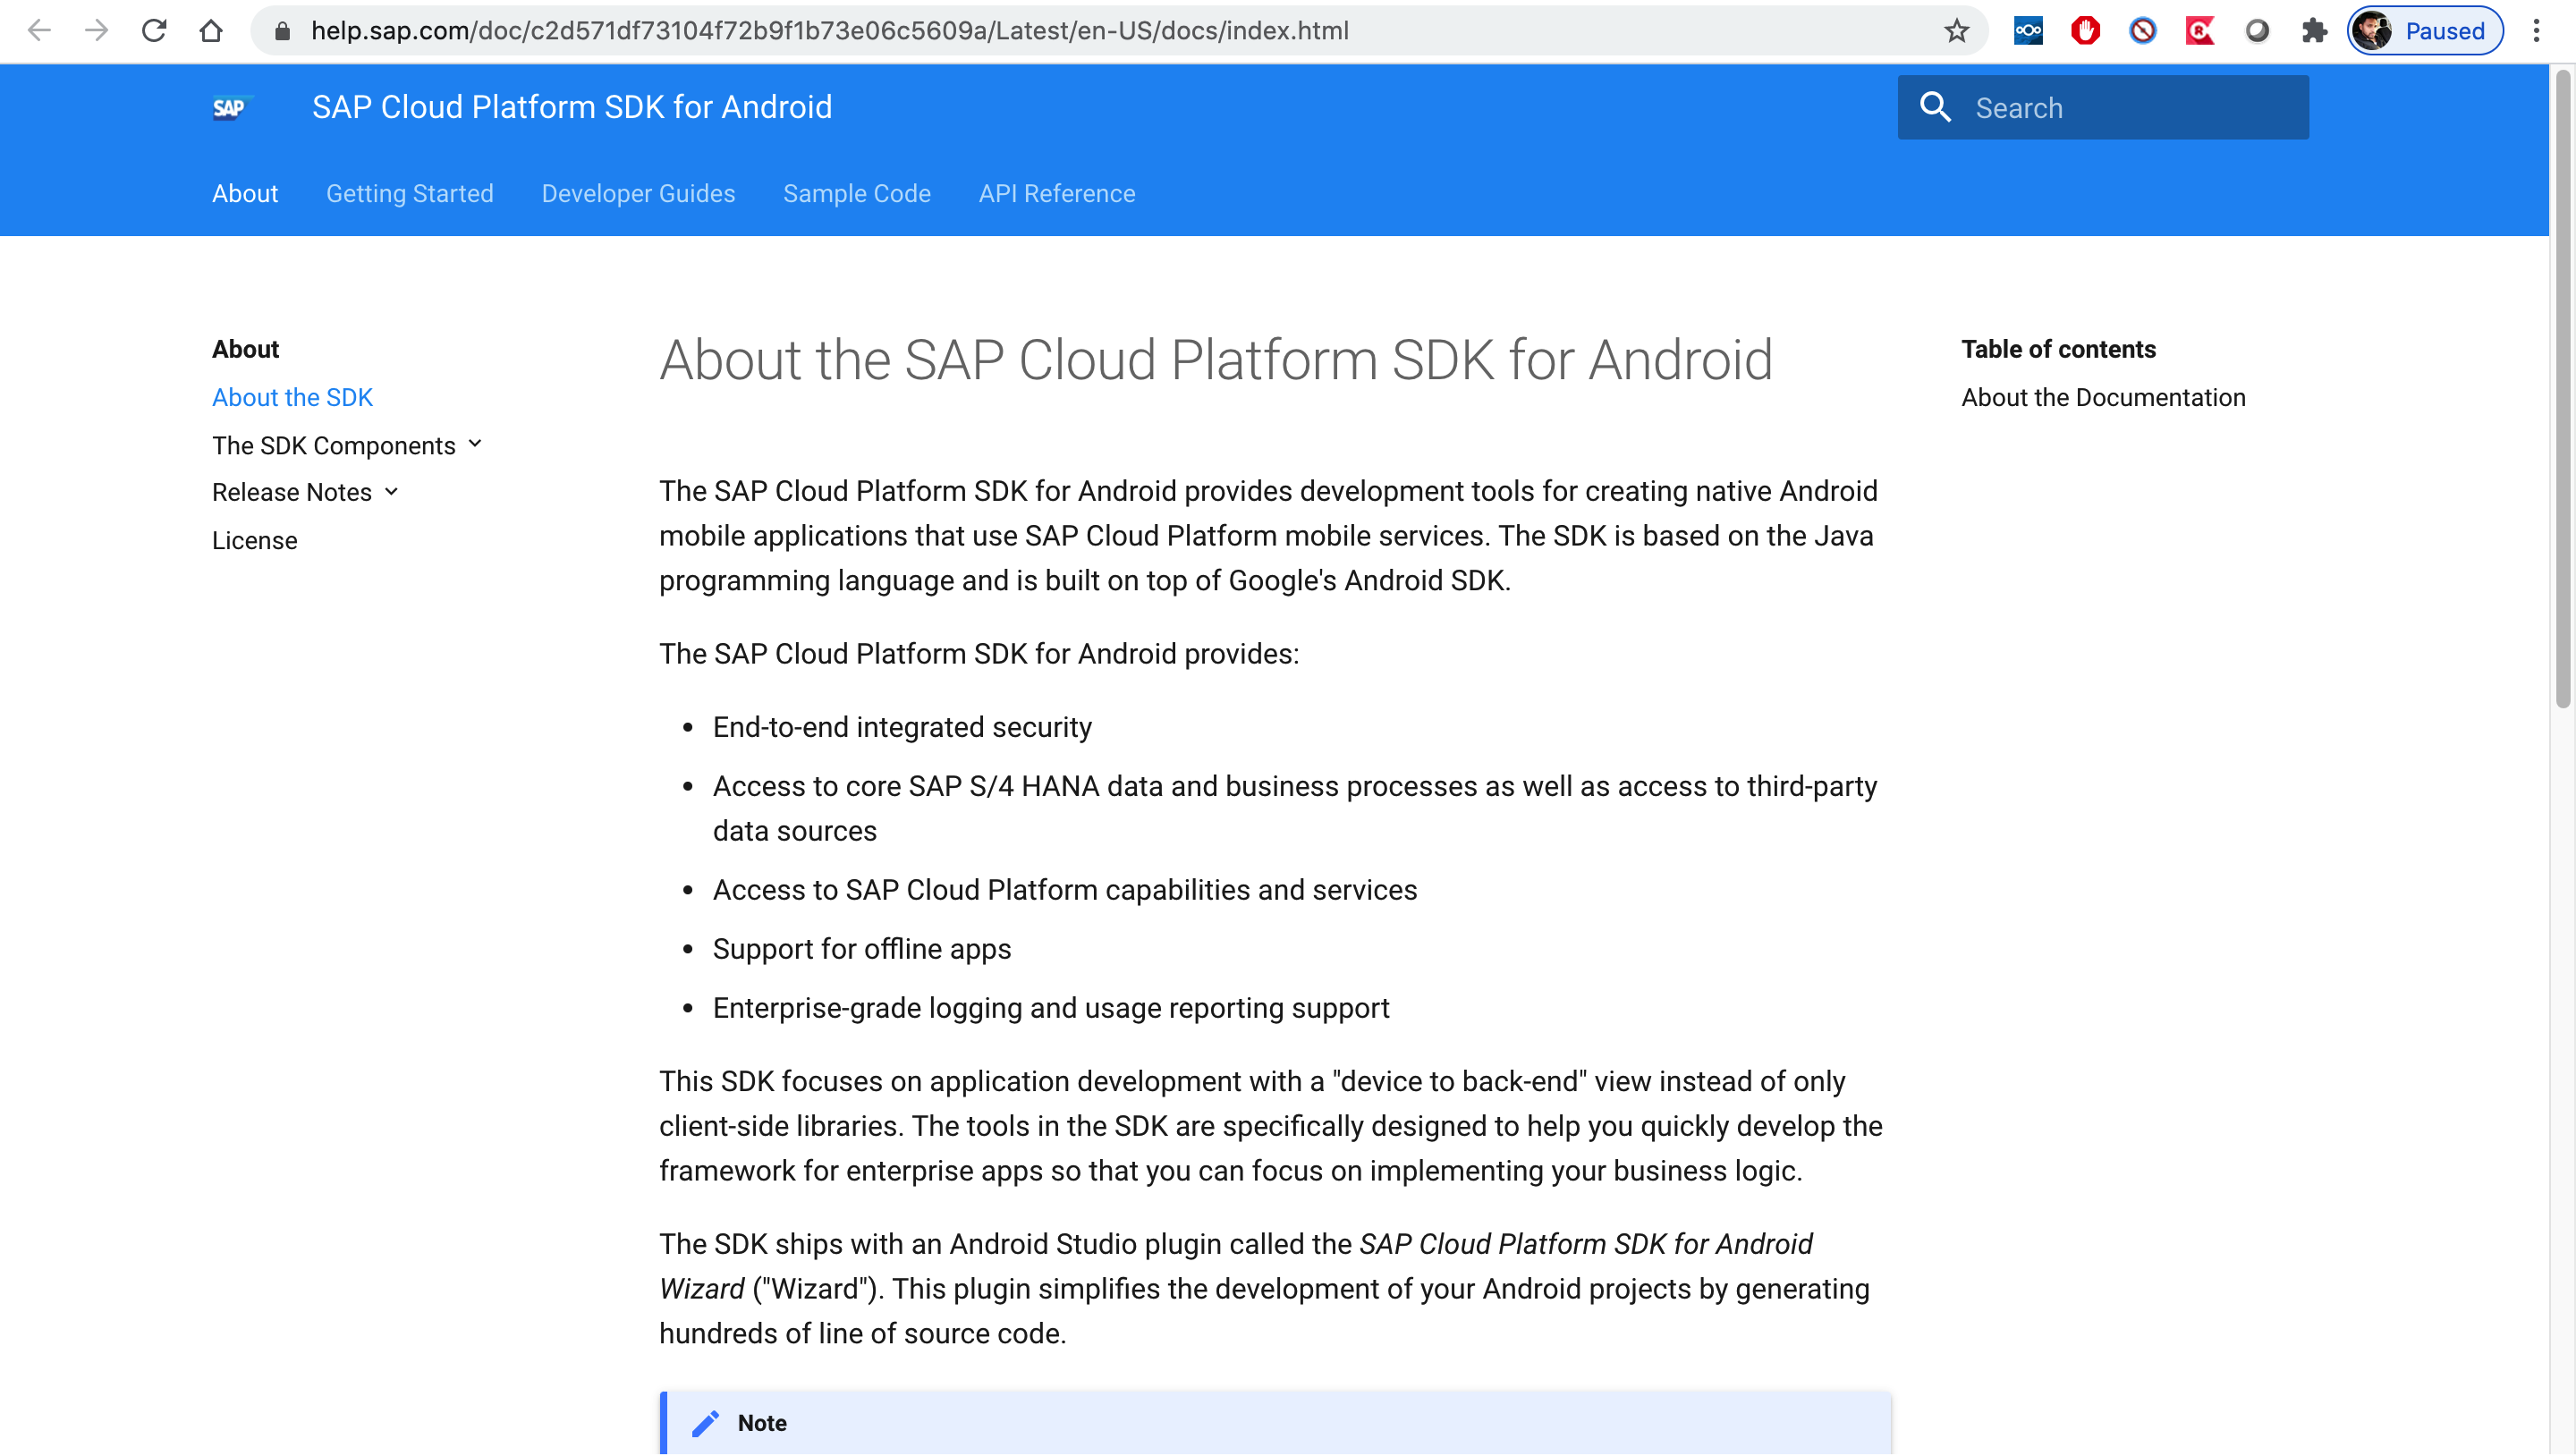 help.sap.com/doc/c2d571df73104f72b9f1b73e06c5609a/Latest/en-US/docs/index.html
Paused
SAP
SAP Cloud Platform SDK for Android
Search
About
Getting Started
Developer Guides
Sample Code
API Reference
About
About the SDK
The SDK Components
Release Notes
License
About the SAP Cloud Platform SDK for Android
The SAP Cloud Platform SDK for Android provides development tools for creating native Android
mobile applications that use SAP Cloud Platform mobile services. The SDK is based on the Java
programming language and is built on top of Google's Android SDK.
The SAP Cloud Platform SDK for Android provides:
• End-to-end integrated security
• Access to core SAP S/4 HANA data and business processes as well as access to third-party
data sources
• Access to SAP Cloud Platform capabilities and services
• Support for offline apps
• Enterprise-grade logging and usage reporting support
This SDK focuses on application development with a "device to back-end" view instead of only
client-side libraries. The tools in the SDK are specifically designed to help you quickly develop the
framework for enterprise apps so that you can focus on implementing your business logic.
The SDK ships with an Android Studio plugin called the SAP Cloud Platform SDK for Android
Wizard ("Wizard"). This plugin simplifies the development of your Android projects by generating
hundreds of line of source code.
Note
Table of contents
About the Documentation